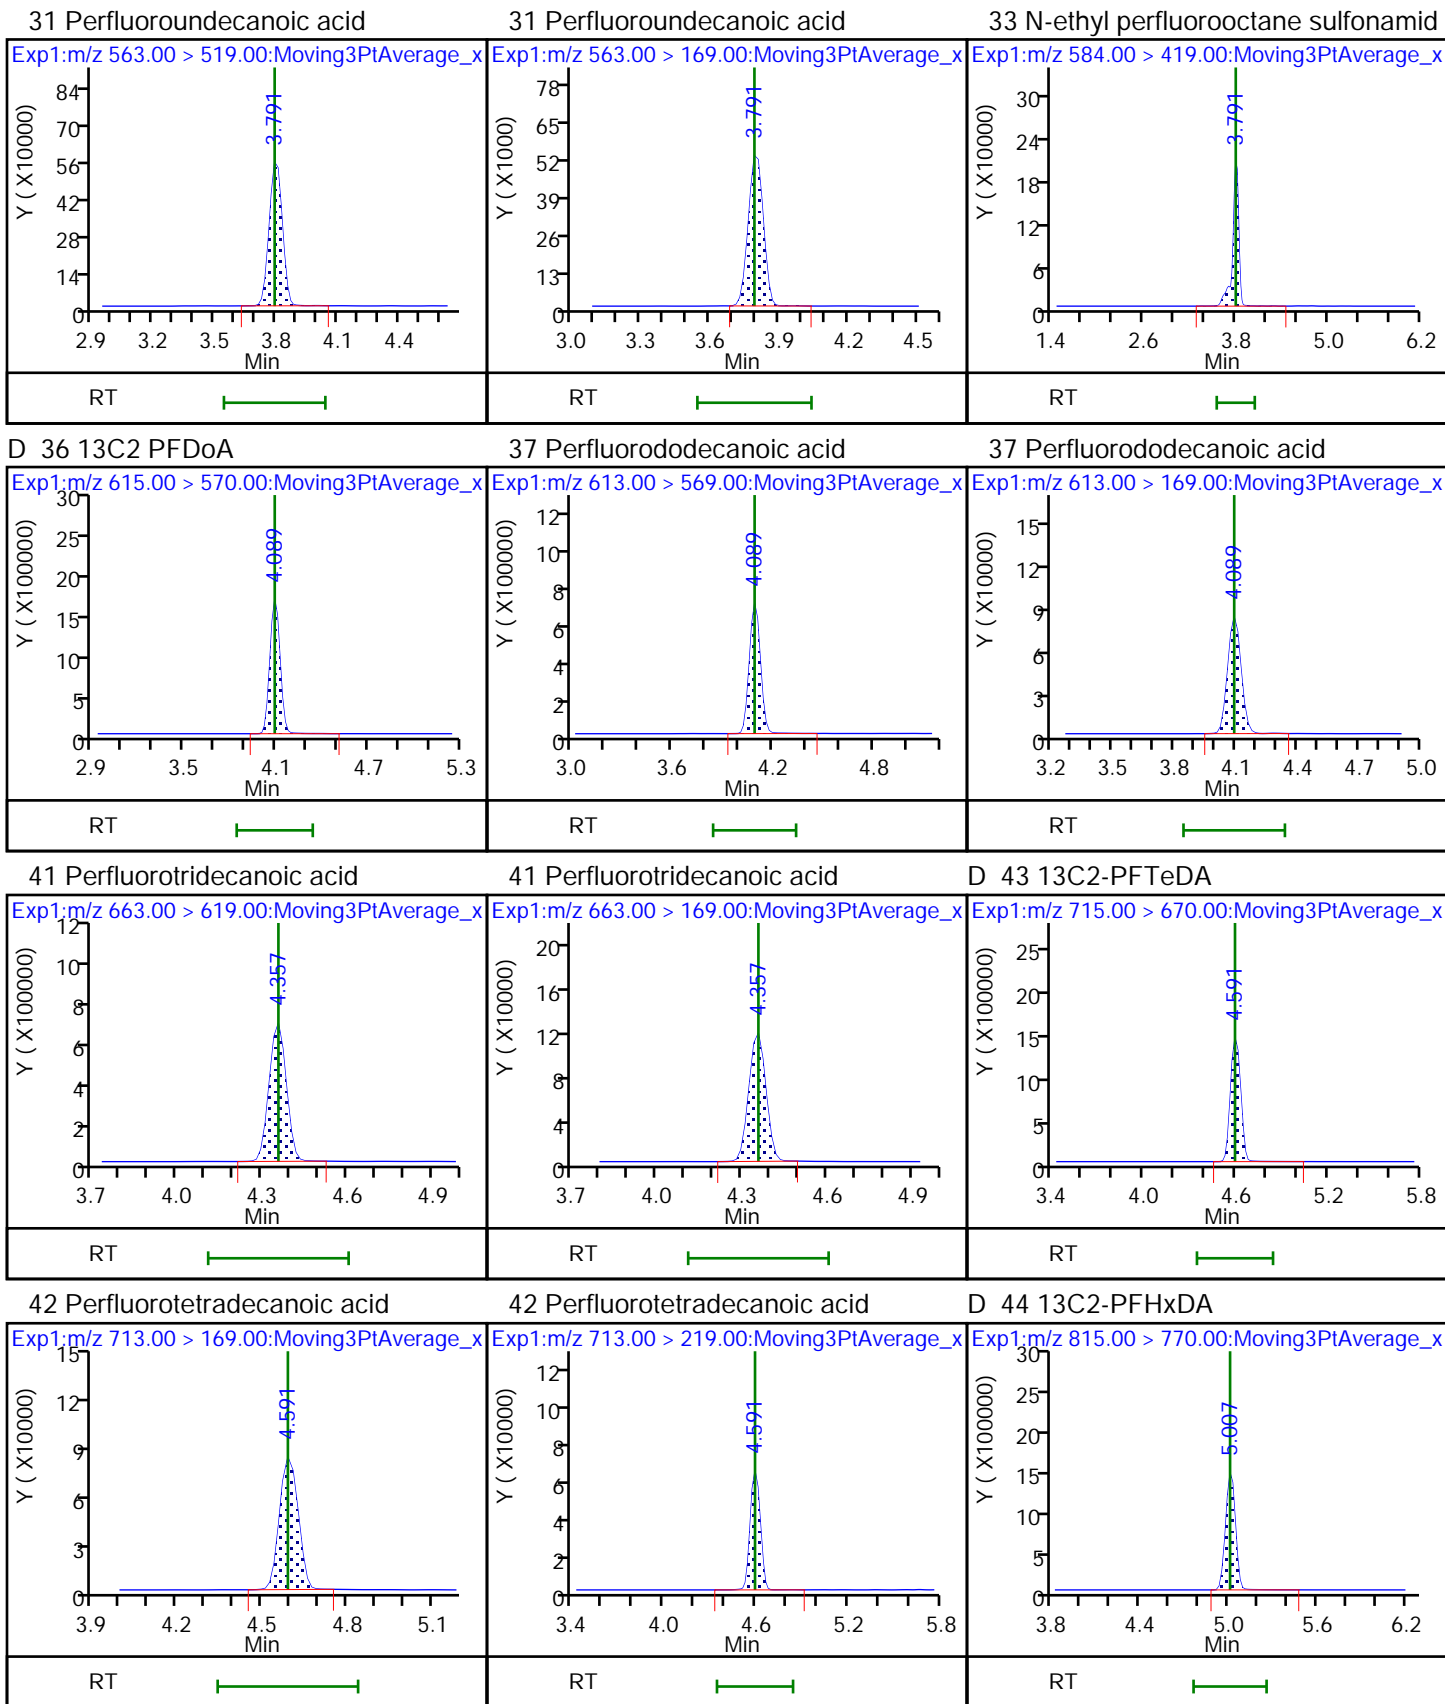 31 Perfluoroundecanoic acid
Exp1:m/z 563.00 > 519.00:Moving3PtAverage_x
Y ( X10000)
84
70
56
42
28
14
0
3.791
2.9 3.2 3.5 3.8 4.1 4.4
Min
RT
31 Perfluoroundecanoic acid
Exp1:m/z 563.00 > 169.00:Moving3PtAverage_x
Y ( X10000)
78
65
52
39
26
13
0
3.791
3.0 3.3 3.6 3.9 4.2 4.5
Min
RT
33 N-ethyl perfluorooctane sulfonamid
Exp1:m/z 584.00 > 419.00:Moving3PtAverage_x
Y ( X10000)
30
24
18
12
6
0
3.791
1.4 2.6 3.8 5.0 6.2
Min
RT
D 36 13C2 PFDoA
Exp1:m/z 615.00 > 570.00:Moving3PtAverage_x
Y ( X100000)
30
25
20
15
10
5
0
4.089
2.9 3.5 4.1 4.7 5.3
Min
RT
37 Perfluorododecanoic acid
Exp1:m/z 613.00 > 569.00:Moving3PtAverage_x
Y ( X100000)
12
10
8
6
4
2
0
4.089
3.0 3.6 4.2 4.8
Min
RT
37 Perfluorododecanoic acid
Exp1:m/z 613.00 > 169.00:Moving3PtAverage_x
Y ( X10000)
15
12
9
6
3
0
4.089
3.2 3.5 3.8 4.1 4.4 4.7 5.0
Min
RT
41 Perfluorotridecanoic acid
Exp1:m/z 663.00 > 619.00:Moving3PtAverage_x
Y ( X100000)
12
10
8
6
4
2
0
4.357
3.7 4.0 4.3 4.6 4.9
Min
RT
41 Perfluorotridecanoic acid
Exp1:m/z 663.00 > 169.00:Moving3PtAverage_x
Y ( X10000)
20
16
12
8
4
0
4.357
3.7 4.0 4.3 4.6 4.9
Min
RT
D 43 13C2-PFTeDA
Exp1:m/z 715.00 > 670.00:Moving3PtAverage_x
Y ( X100000)
25
20
15
10
5
0
4.591
3.4 4.0 4.6 5.2 5.8
Min
RT
42 Perfluorotetradecanoic acid
Exp1:m/z 713.00 > 169.00:Moving3PtAverage_x
Y ( X10000)
15
12
9
6
3
0
4.591
3.9 4.2 4.5 4.8 5.1
Min
RT
42 Perfluorotetradecanoic acid
Exp1:m/z 713.00 > 219.00:Moving3PtAverage_x
Y ( X10000)
12
10
8
6
4
2
0
4.591
3.4 4.0 4.6 5.2 5.8
Min
RT
D 44 13C2-PFHxDA
Exp1:m/z 815.00 > 770.00:Moving3PtAverage_x
Y ( X100000)
30
25
20
15
10
5
0
5.007
3.8 4.4 5.0 5.6 6.2
Min
RT